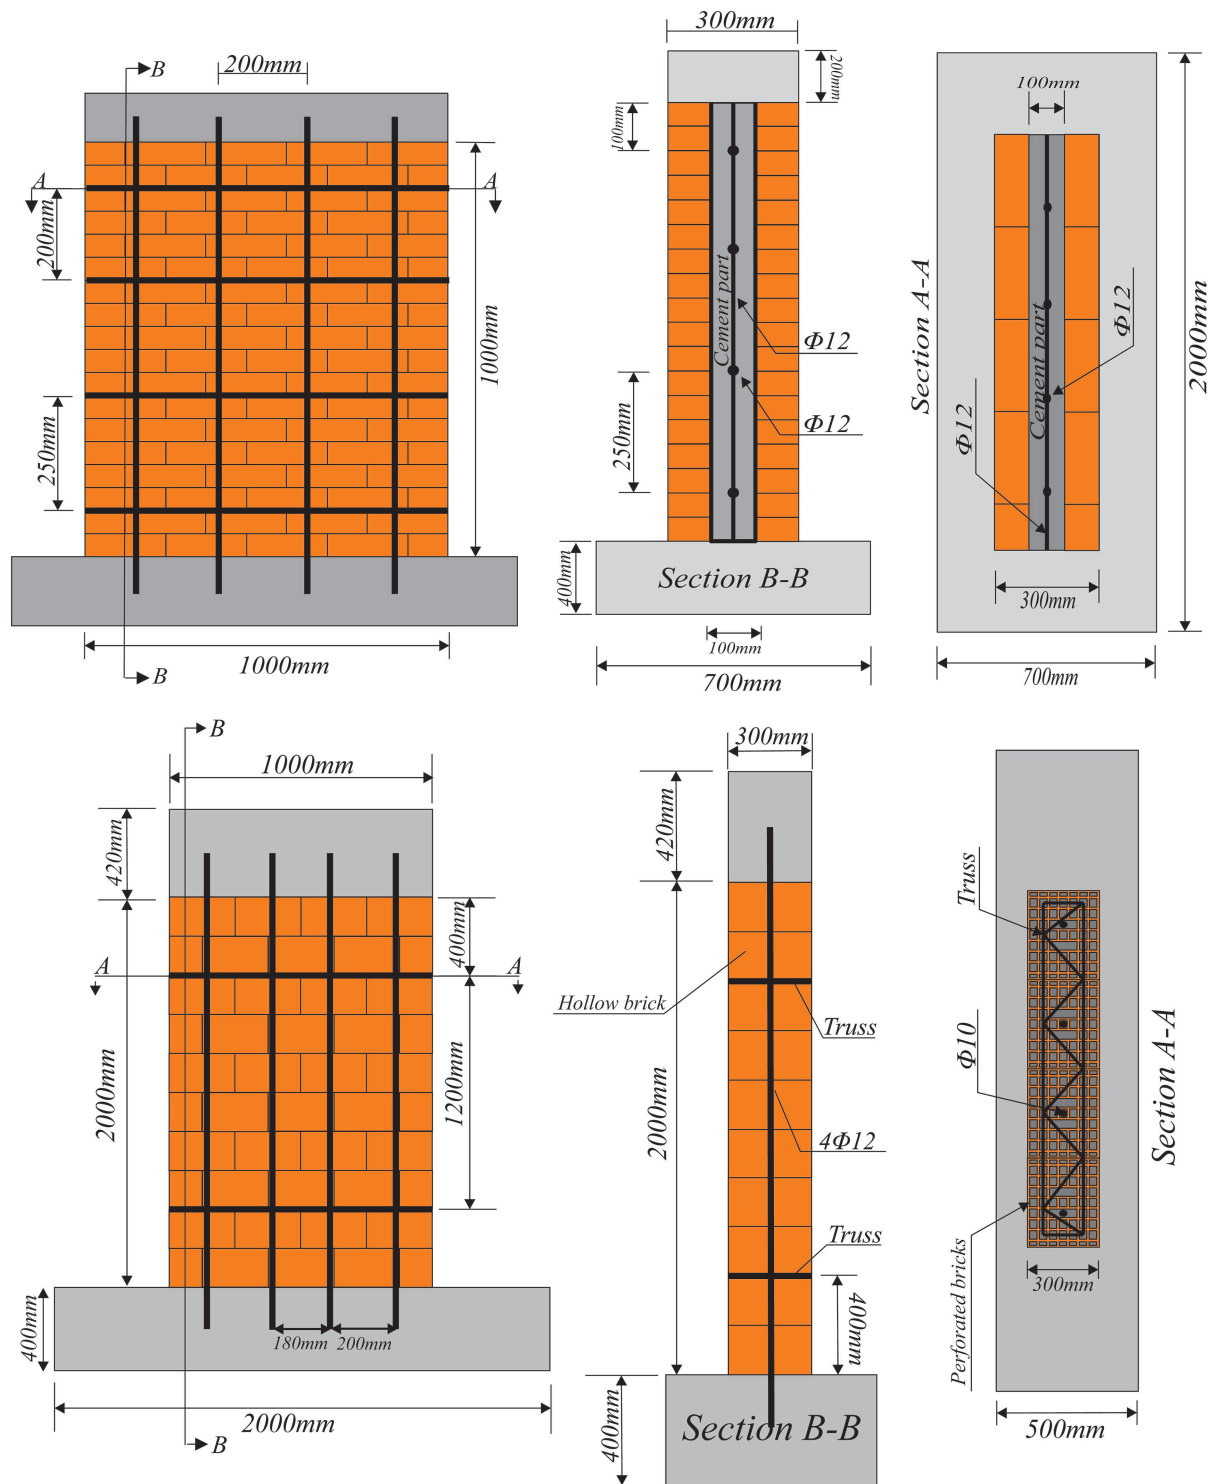 B
200mm
A
A
200mm
250mm
1000mm
1000mm
B
300mm
200mm
100mm
Cement part
Φ12
Φ12
250mm
400mm
Section B-B
100mm
700mm
100mm
Section A-A
Cement part
Φ12
Φ12
2000mm
300mm
700mm
B
1000mm
420mm
400mm
A
A
2000mm
1200mm
400mm
180mm
200mm
2000mm
B
300mm
420mm
Hollow brick
Truss
2000mm
4Φ12
Truss
400mm
400mm
Section B-B
Truss
Φ10
Section A-A
Perforated bricks
300mm
500mm